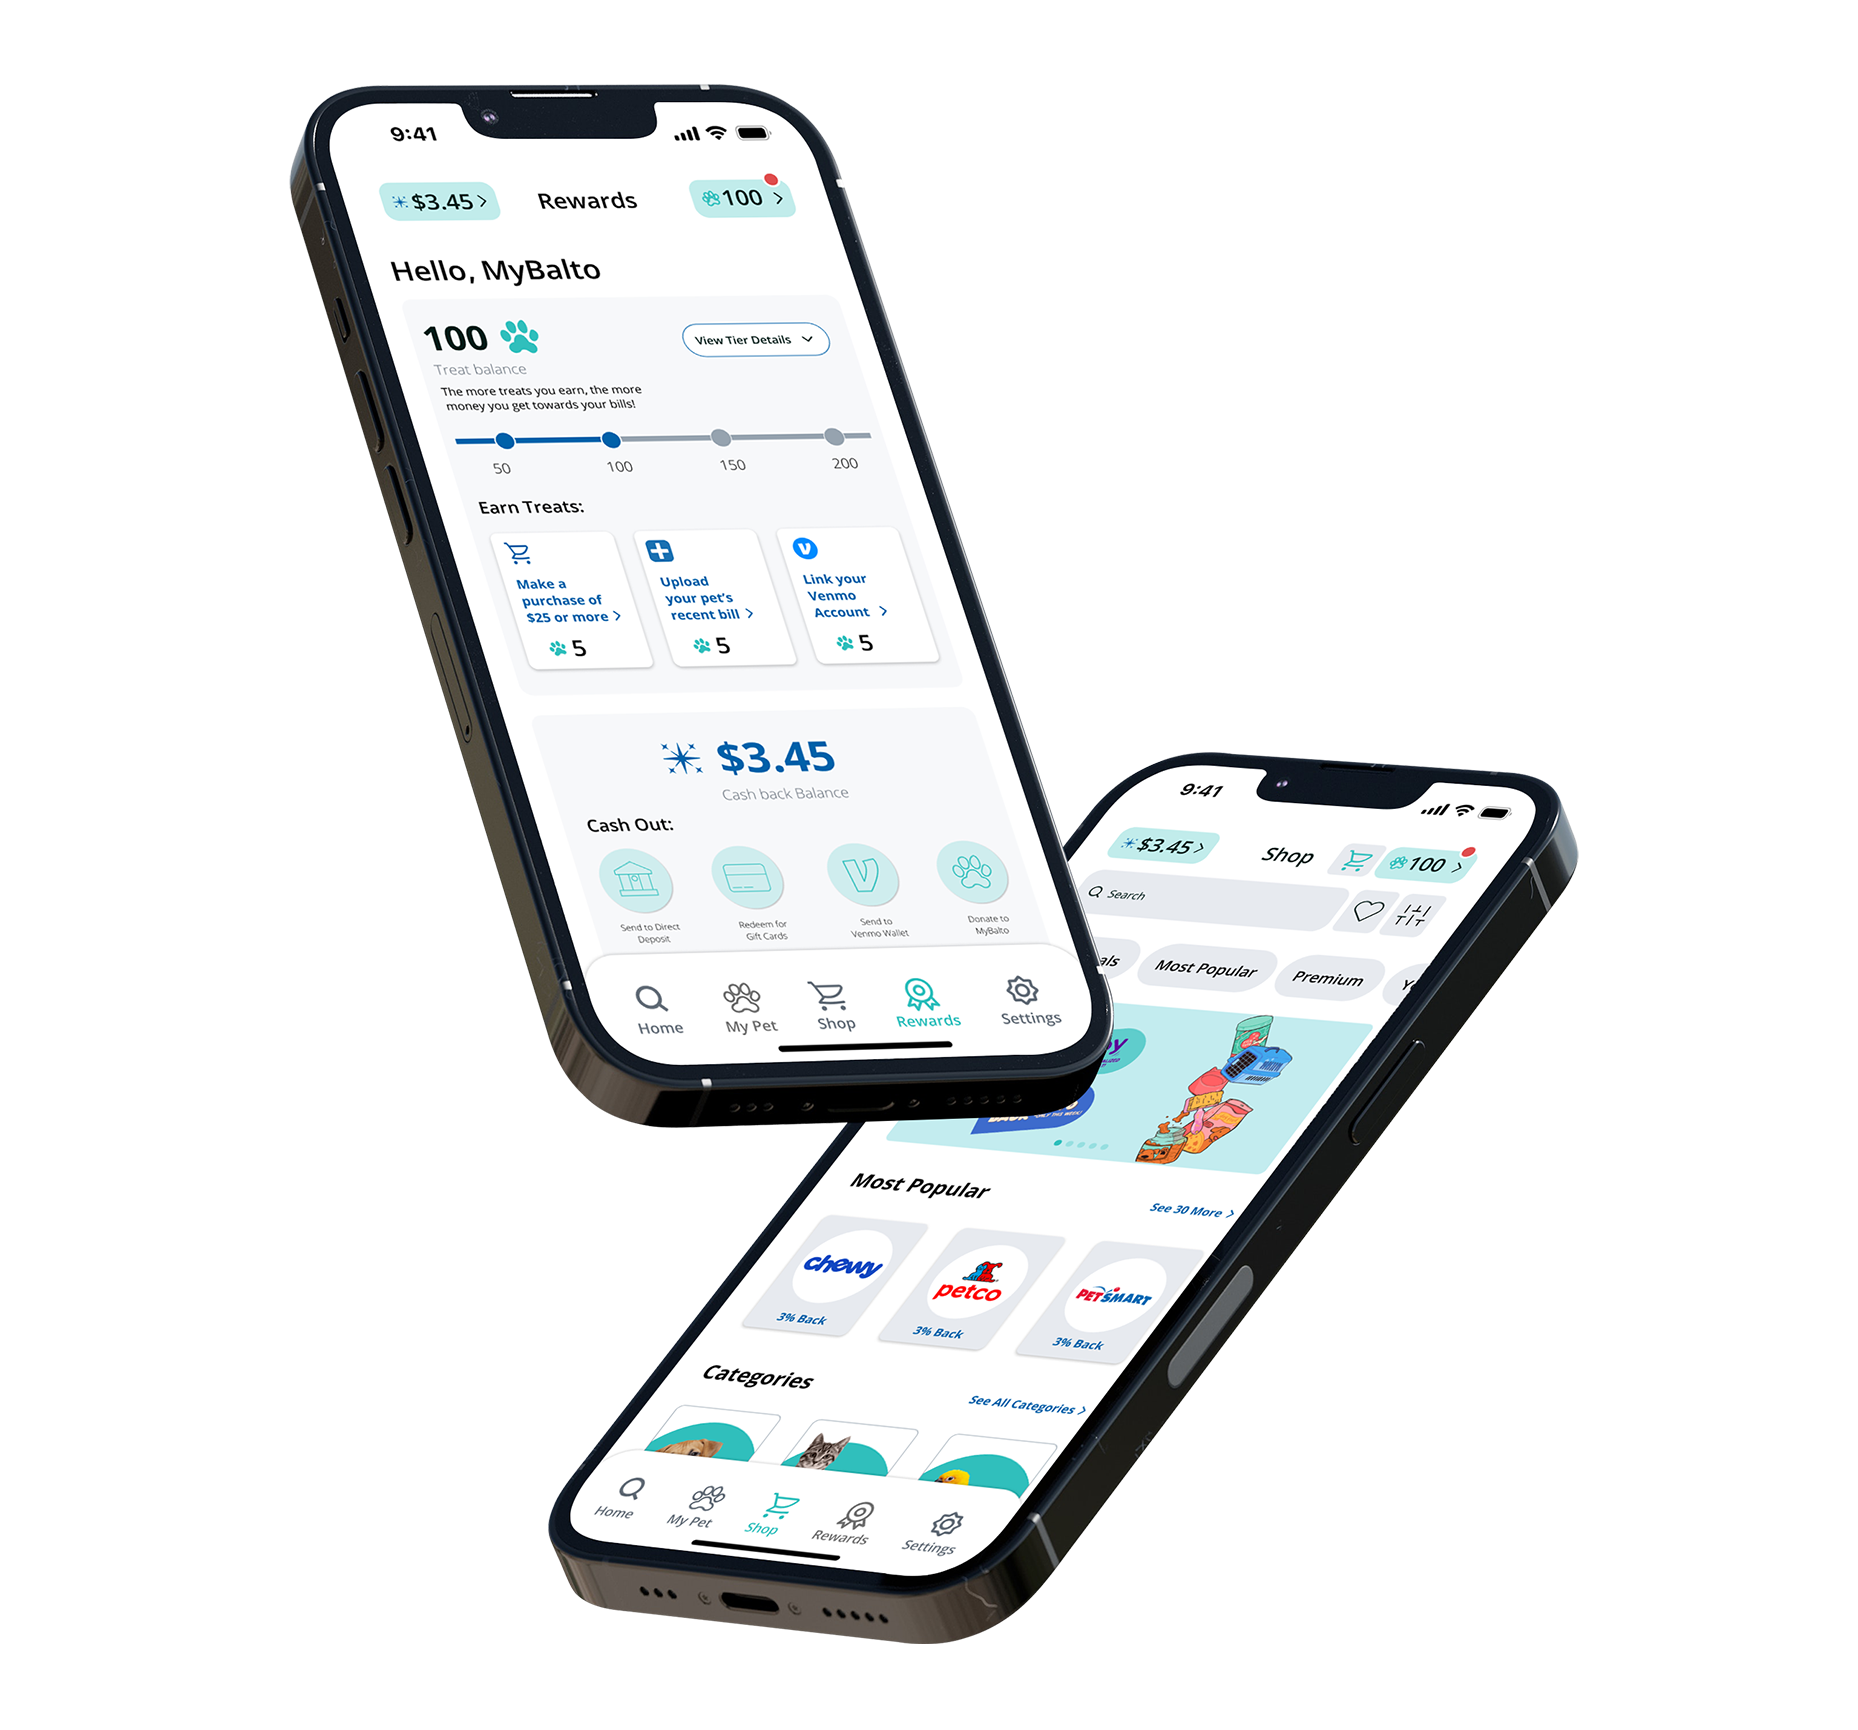 9:41
$3.45
Rewards
100
Hello, MyBalto
100
View Tier Details
Treat balance
The more treats you earn, the more
money you get towards your bills!
50
100
150
200
Earn Treats:
Make a
purchase of
$25 or more
5
Upload
your pet's
recent bill
5
Link your
Venmo
Account
5
$3.45
Cash back Balance
Cash Out:
Send to Direct
Deposit
Redeem for
Gift Cards
Send to
Venmo Wallet
Donate to
MyBalto
Home
My Pet
Shop
Rewards
Settings
9:41
$3.45
Shop
100
Search
Most Popular
Premium
ONLY THIS WEEK!
Most Popular
See 30 More
chewy
3% Back
petco
3% Back
PETSMART
3% Back
Categories
See All Categories
Home
My Pet
Shop
Rewards
Settings